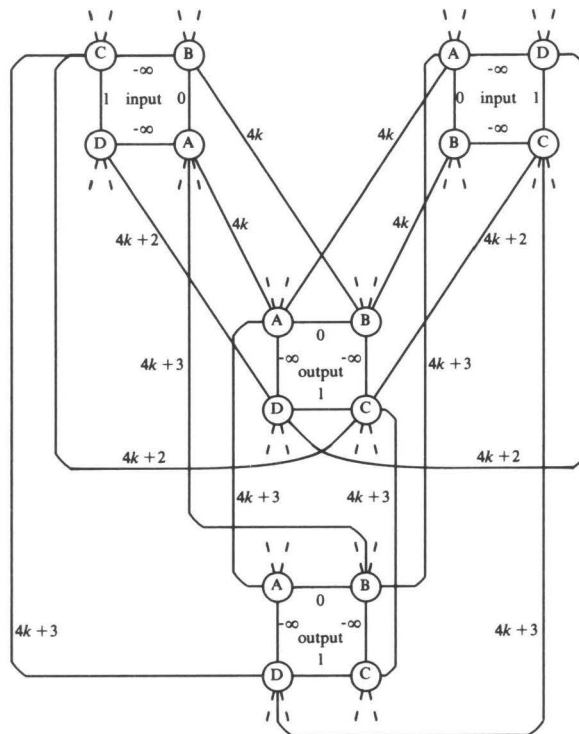 C B A D
-∞ -∞
1 input 0 0 input 1
4k 4k
-∞ -∞
D A B C
4k 4k
4k + 2 4k + 2
A B
0
4k + 3 -∞ -∞ 4k + 3
output
1
D C
4k + 2 4k + 2
4k + 3 4k + 3
A B
0
4k + 3 -∞ -∞ 4k + 3
output
1
D C